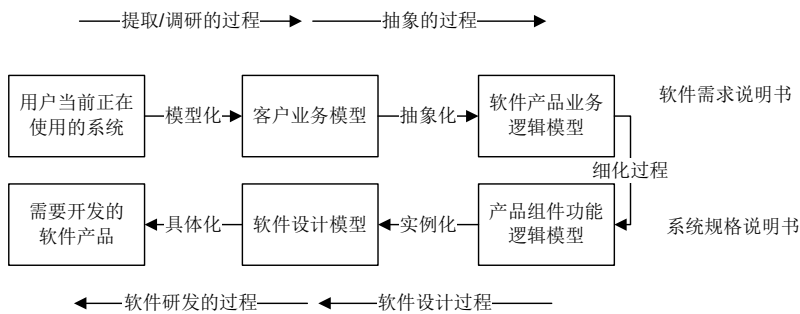 提取/调研的过程
抽象的过程
用户当前正在
使用的系统
模型化
客户业务模型
抽象化
软件产品业务
逻辑模型
软件需求说明书
细化过程
需要开发的
软件产品
具体化
软件设计模型
实例化
产品组件功能
逻辑模型
系统规格说明书
软件研发的过程
软件设计过程